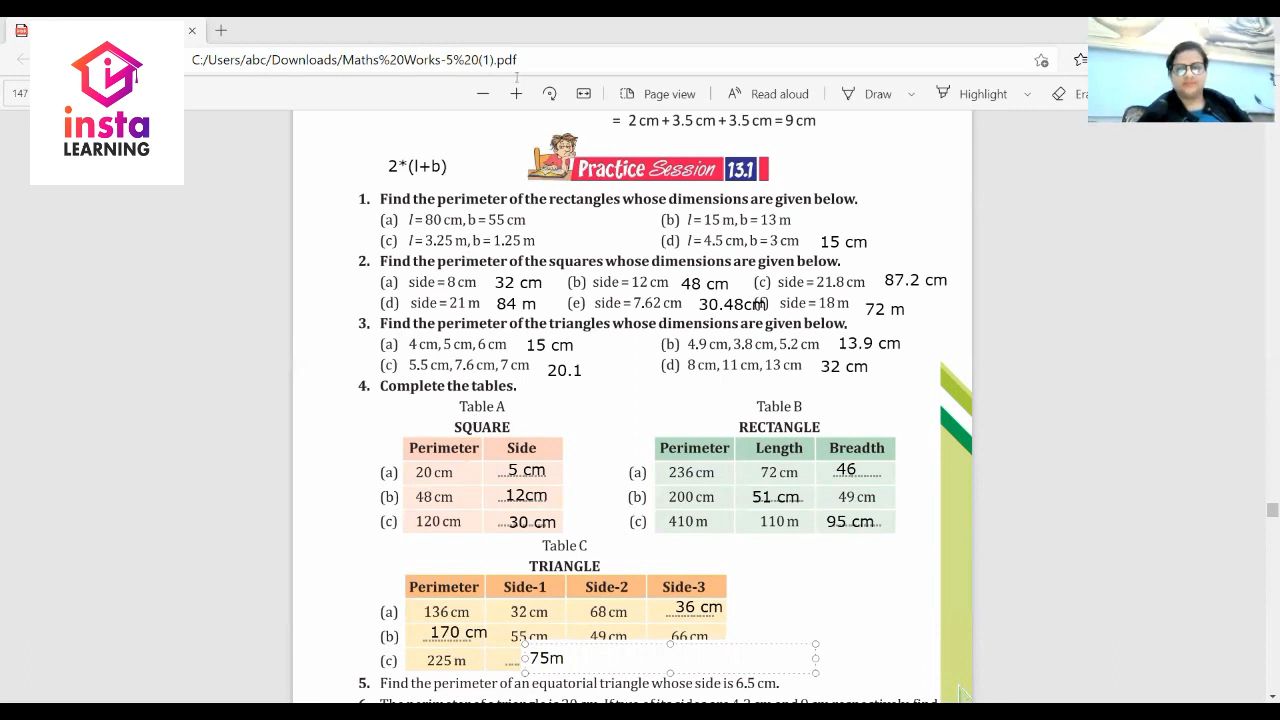 insta
LEARNING
C:/Users/abc/Downloads/Maths%20Works-5%20(1).pdf
147
Page view
Read aloud
Draw
Highlight
Era
= 2 cm + 3.5 cm + 3.5 cm = 9 cm
2*(l+b)
Practice Session 13.1
1. Find the perimeter of the rectangles whose dimensions are given below.
(a) l = 80 cm, b = 55 cm (b) l = 15 m, b = 13 m
(c) l = 3.25 m, b = 1.25 m (d) l = 4.5 cm, b = 3 cm 15 cm
2. Find the perimeter of the squares whose dimensions are given below.
(a) side = 8 cm 32 cm (b) side = 12 cm 48 cm (c) side = 21.8 cm 87.2 cm
(d) side = 21 m 84 m (e) side = 7.62 cm 30.48cm (f) side = 18 m 72 m
3. Find the perimeter of the triangles whose dimensions are given below.
(a) 4 cm, 5 cm, 6 cm 15 cm (b) 4.9 cm, 3.8 cm, 5.2 cm 13.9 cm
(c) 5.5 cm, 7.6 cm, 7 cm 20.1 (d) 8 cm, 11 cm, 13 cm 32 cm
4. Complete the tables.
Table A
SQUARE
Perimeter Side
(a) 20 cm 5 cm
(b) 48 cm 12cm
(c) 120 cm 30 cm
Table B
RECTANGLE
Perimeter Length Breadth
(a) 236 cm 72 cm 46
(b) 200 cm 51 cm 49 cm
(c) 410 m 110 m 95 cm
Table C
TRIANGLE
Perimeter Side-1 Side-2 Side-3
(a) 136 cm 32 cm 68 cm 36 cm
(b) 170 cm 55 cm 49 cm 66 cm
(c) 225 m 75m
5. Find the perimeter of an equatorial triangle whose side is 6.5 cm.